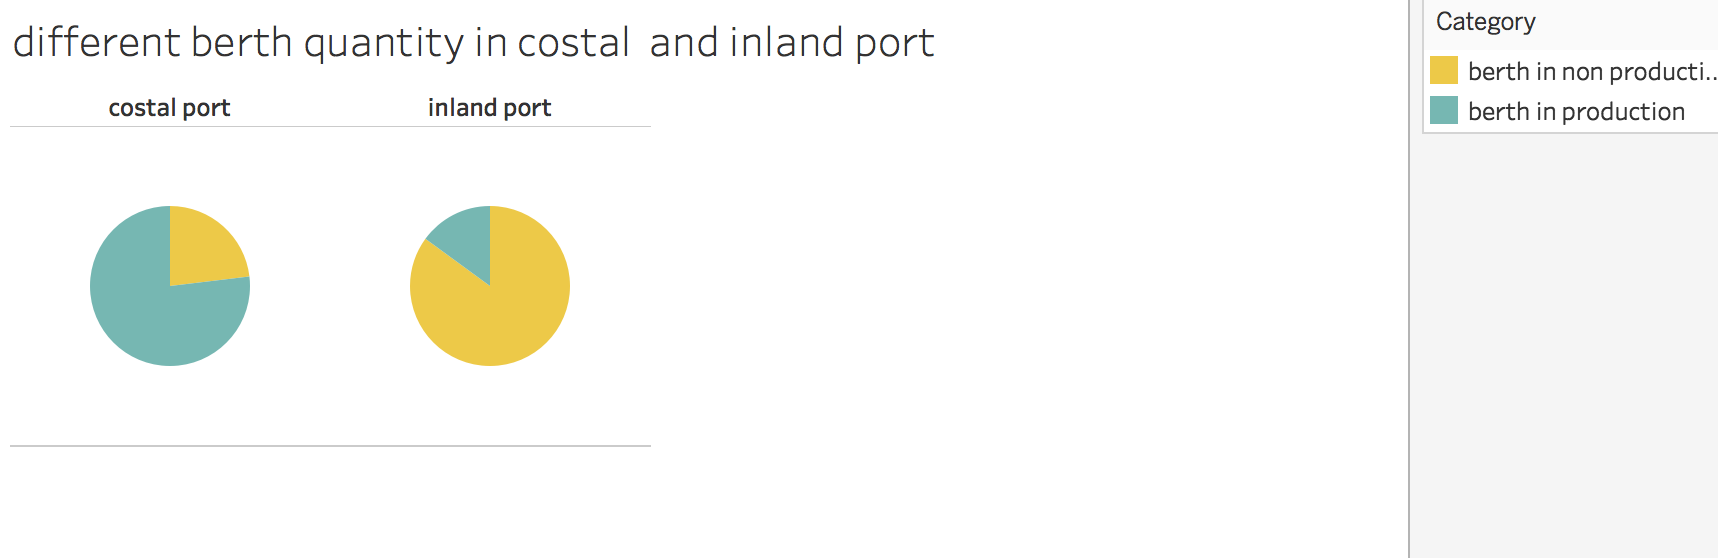 different berth quantity in costal  and inland port
costal port
inland port
Category
berth in non producti..
berth in production